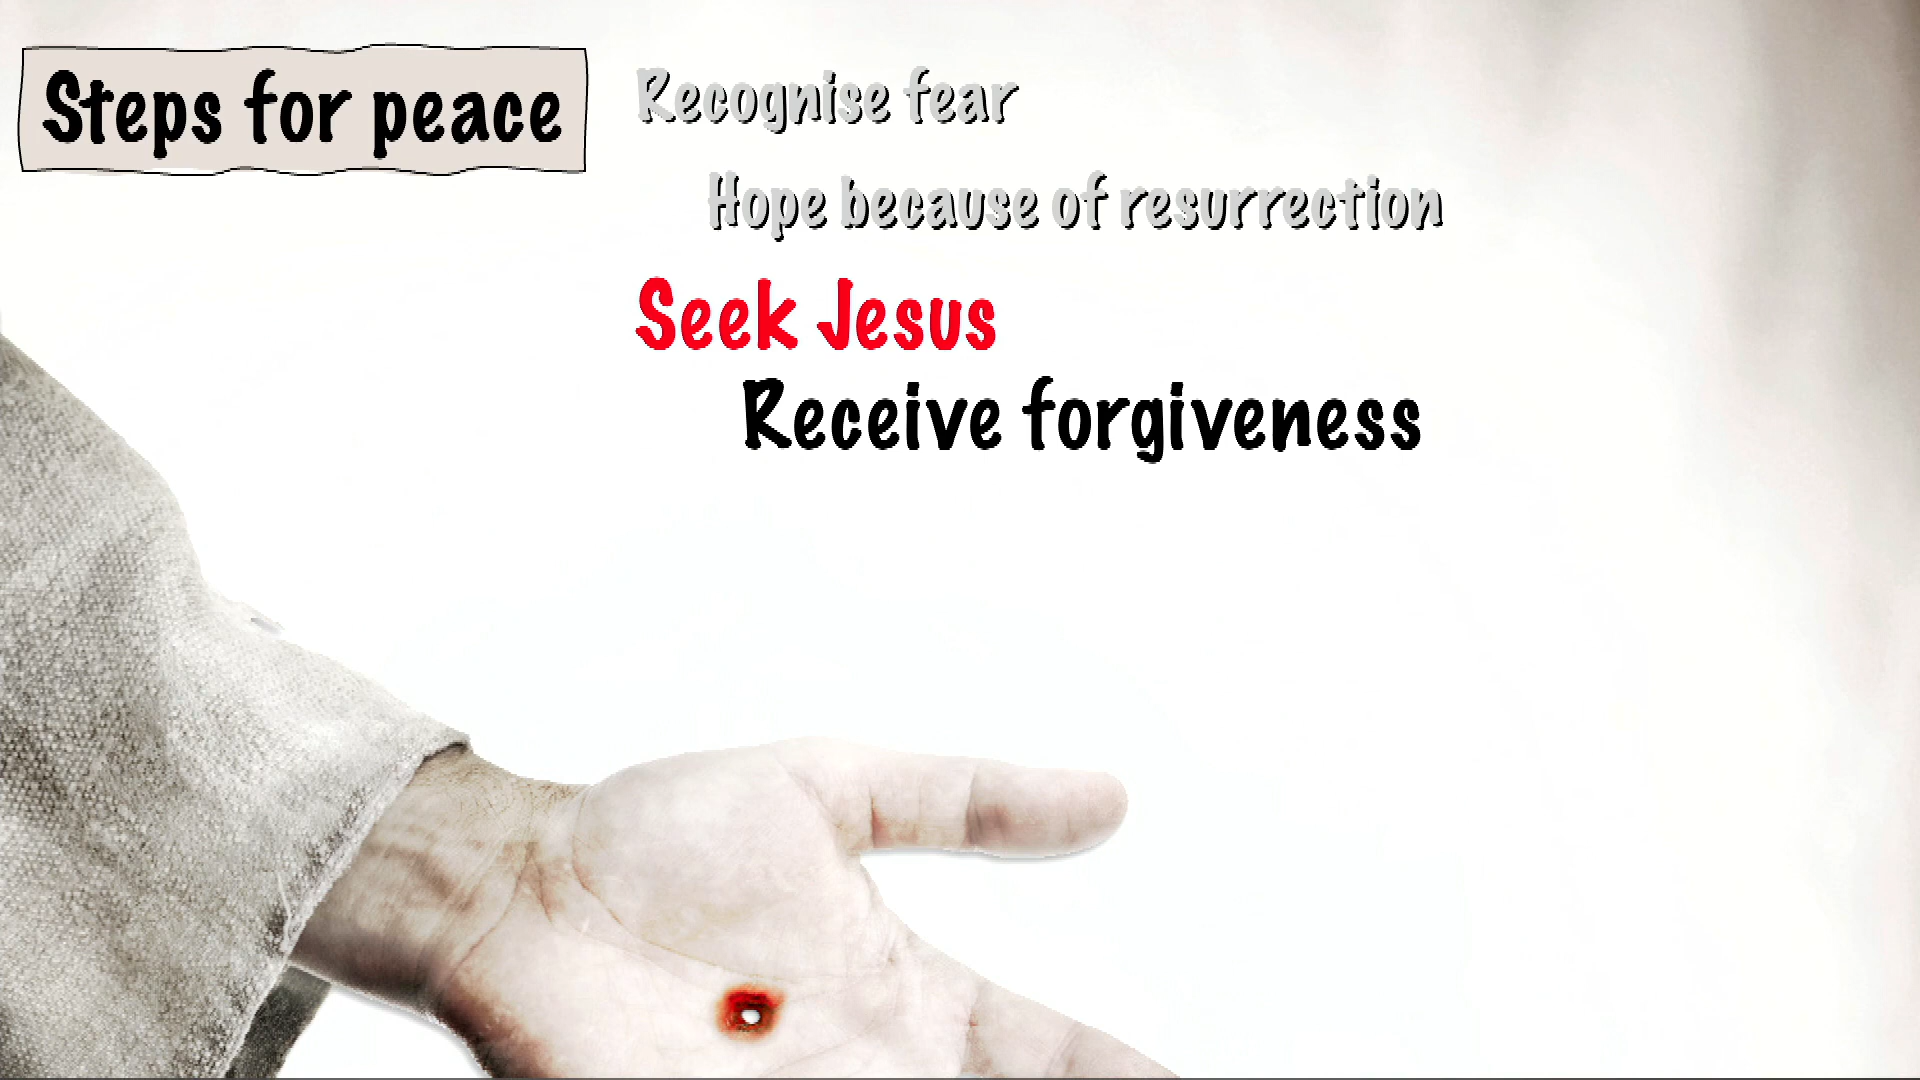 Steps for peace
Recognise fear
Hope because of resurrection
Seek Jesus
Receive forgiveness